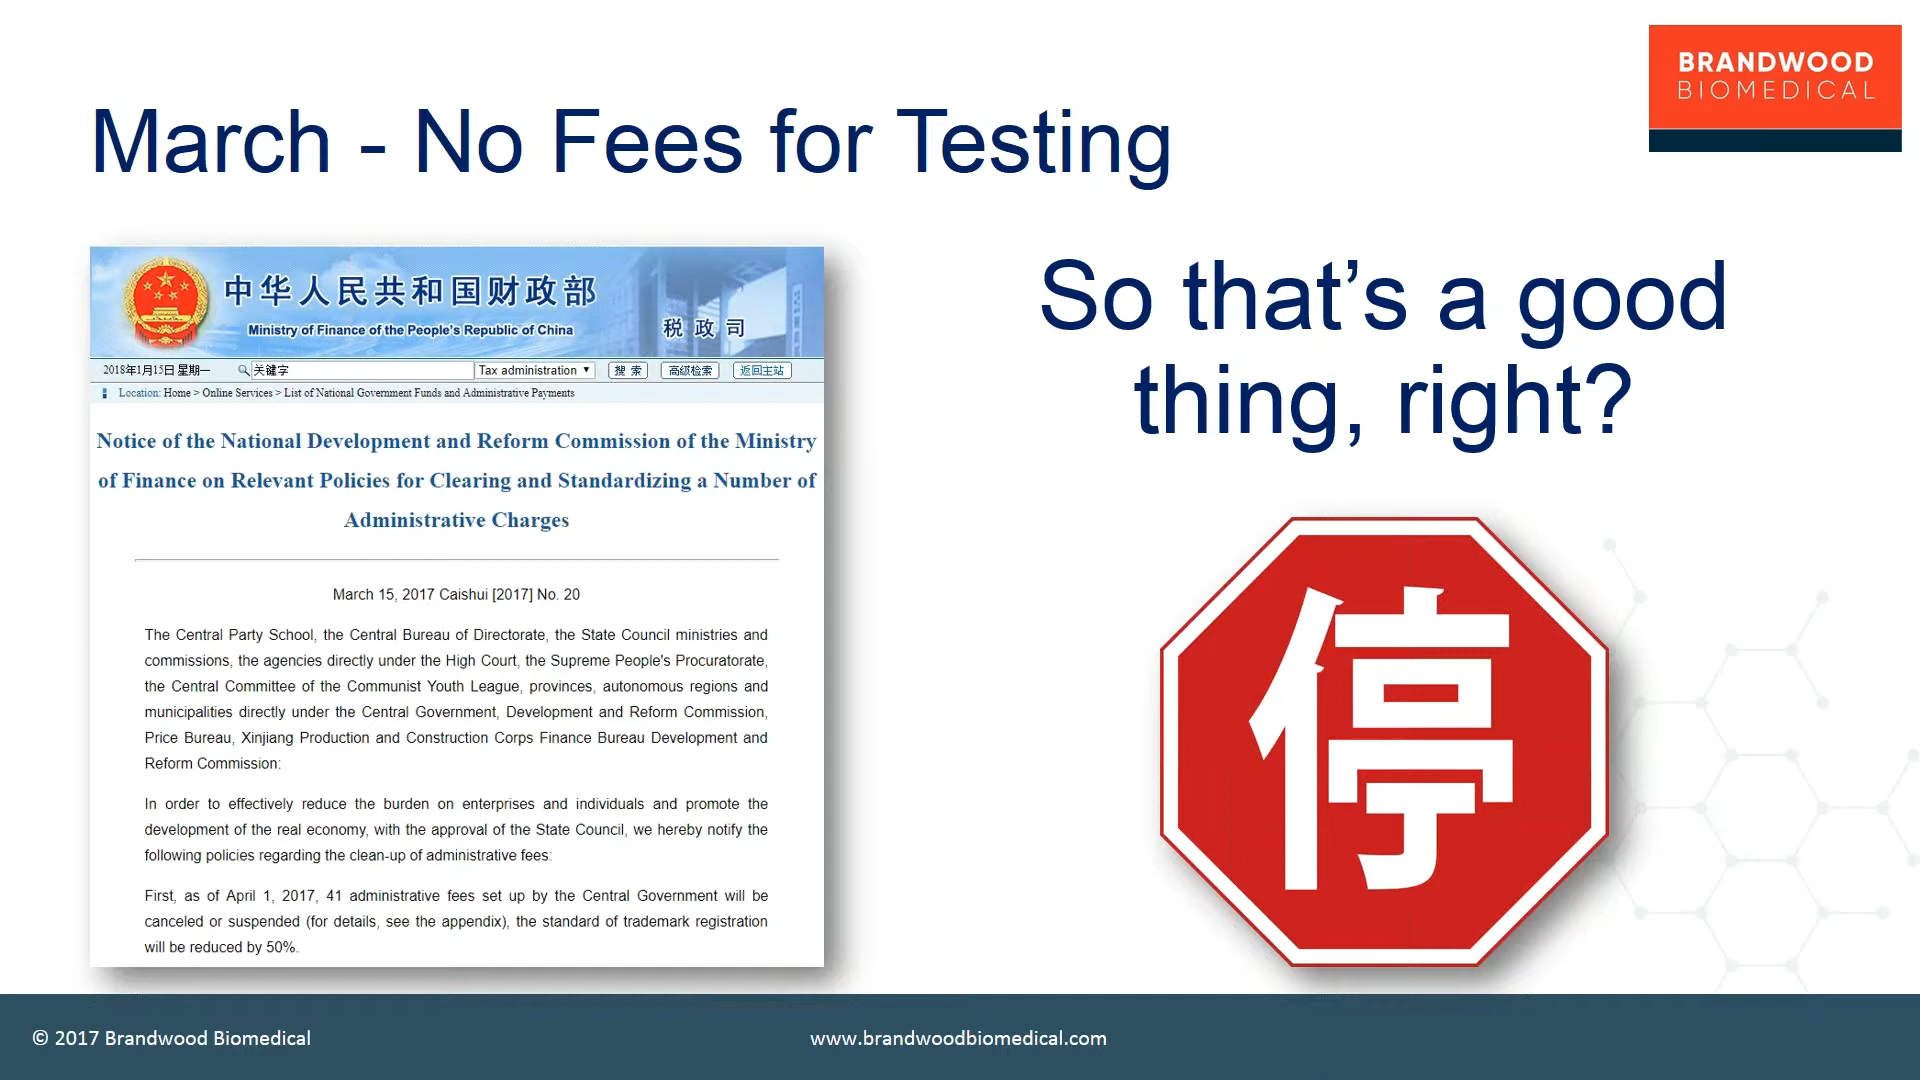 BRANDWOOD
BIOMEDICAL
March - No Fees for Testing
中华人民共和国财政部
Ministry of Finance of the People's Republic of China
税政司
2018年1月15日 星期一
关键字
Tax administration
搜 索
高级检索
返回主站
Location: Home > Online Services > List of National Government Funds and Administrative Payments
Notice of the National Development and Reform Commission of the Ministry
of Finance on Relevant Policies for Clearing and Standardizing a Number of
Administrative Charges
March 15, 2017 Caishui [2017] No. 20
The Central Party School, the Central Bureau of Directorate, the State Council ministries and
commissions, the agencies directly under the High Court, the Supreme People's Procuratorate,
the Central Committee of the Communist Youth League, provinces, autonomous regions and
municipalities directly under the Central Government, Development and Reform Commission,
Price Bureau, Xinjiang Production and Construction Corps Finance Bureau Development and
Reform Commission:
In order to effectively reduce the burden on enterprises and individuals and promote the
development of the real economy, with the approval of the State Council, we hereby notify the
following policies regarding the clean-up of administrative fees:
First, as of April 1, 2017, 41 administrative fees set up by the Central Government will be
canceled or suspended (for details, see the appendix), the standard of trademark registration
will be reduced by 50%.
So that’s a good
thing, right?
停
© 2017 Brandwood Biomedical
www.brandwoodbiomedical.com